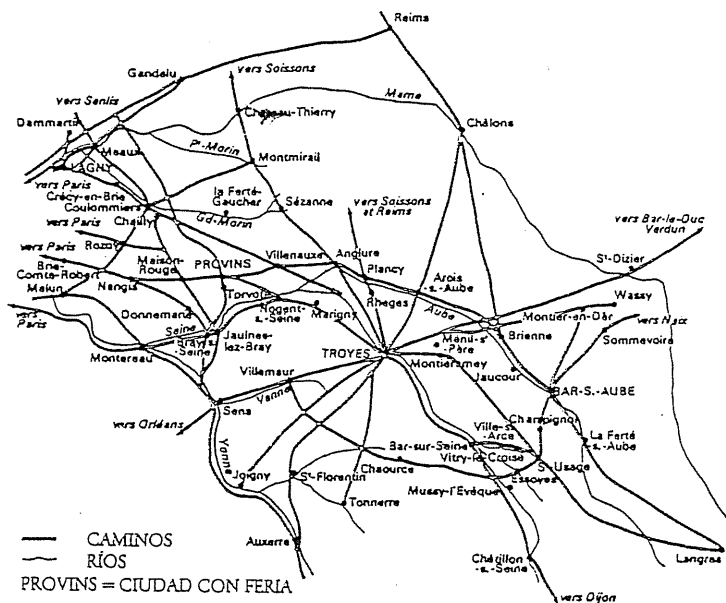 Reims
vers Soissons
Gandelu
vers Senlis
Marne
Dammartin
Château-Thierry
Châlons
Meaux
Pt-Morin
LAGNY
Montmirail
vers Paris
Crécy-en-Brie
la Ferté-
Gaucher
Sézanne
vers Soissons
et Reims
Coulommiers
Gd-Morin
vers Bar-le-Duc
Verdun
Chailly
vers Paris
Rozoy
Maison-
Rouge
Villenauxe
Anglure
St-Dizier
vers Paris
PROVINS
Plancy
Brie-
Comte-Robert
Arcis
-s.-Aube
Wassy
Melun
Nangis
Torvoie
Rhèges
Aube
Montier-en-Dêr
vers Paris
Donnemarie
Nogent-
s.-Seine
Marigny
vers Naix
Seine
Bray-s.
-Seine
Jaulnes-
lez-Bray
Brienne
Sommevoire
Montereau
Ménil-st-
Père
TROYES
Montieramey
Jaucour
Villemaur
BAR-S.-AUBE
Vanne
Sens
Champignol
vers Orléans
Ville-s.
-Arce
La Ferté
-s.-Aube
Bar-sur-Seine
Vitry-le-Croisé
Yonne
Joigny
St-Florentin
Chaource
St-Usage
Essoyes
Tonnerre
Mussy-l'Evêque
Auxerre
Langres
CAMINOS
RÍOS
Châtillon
-s.-Seine
PROVINS = CIUDAD CON FERIA
vers Dijon